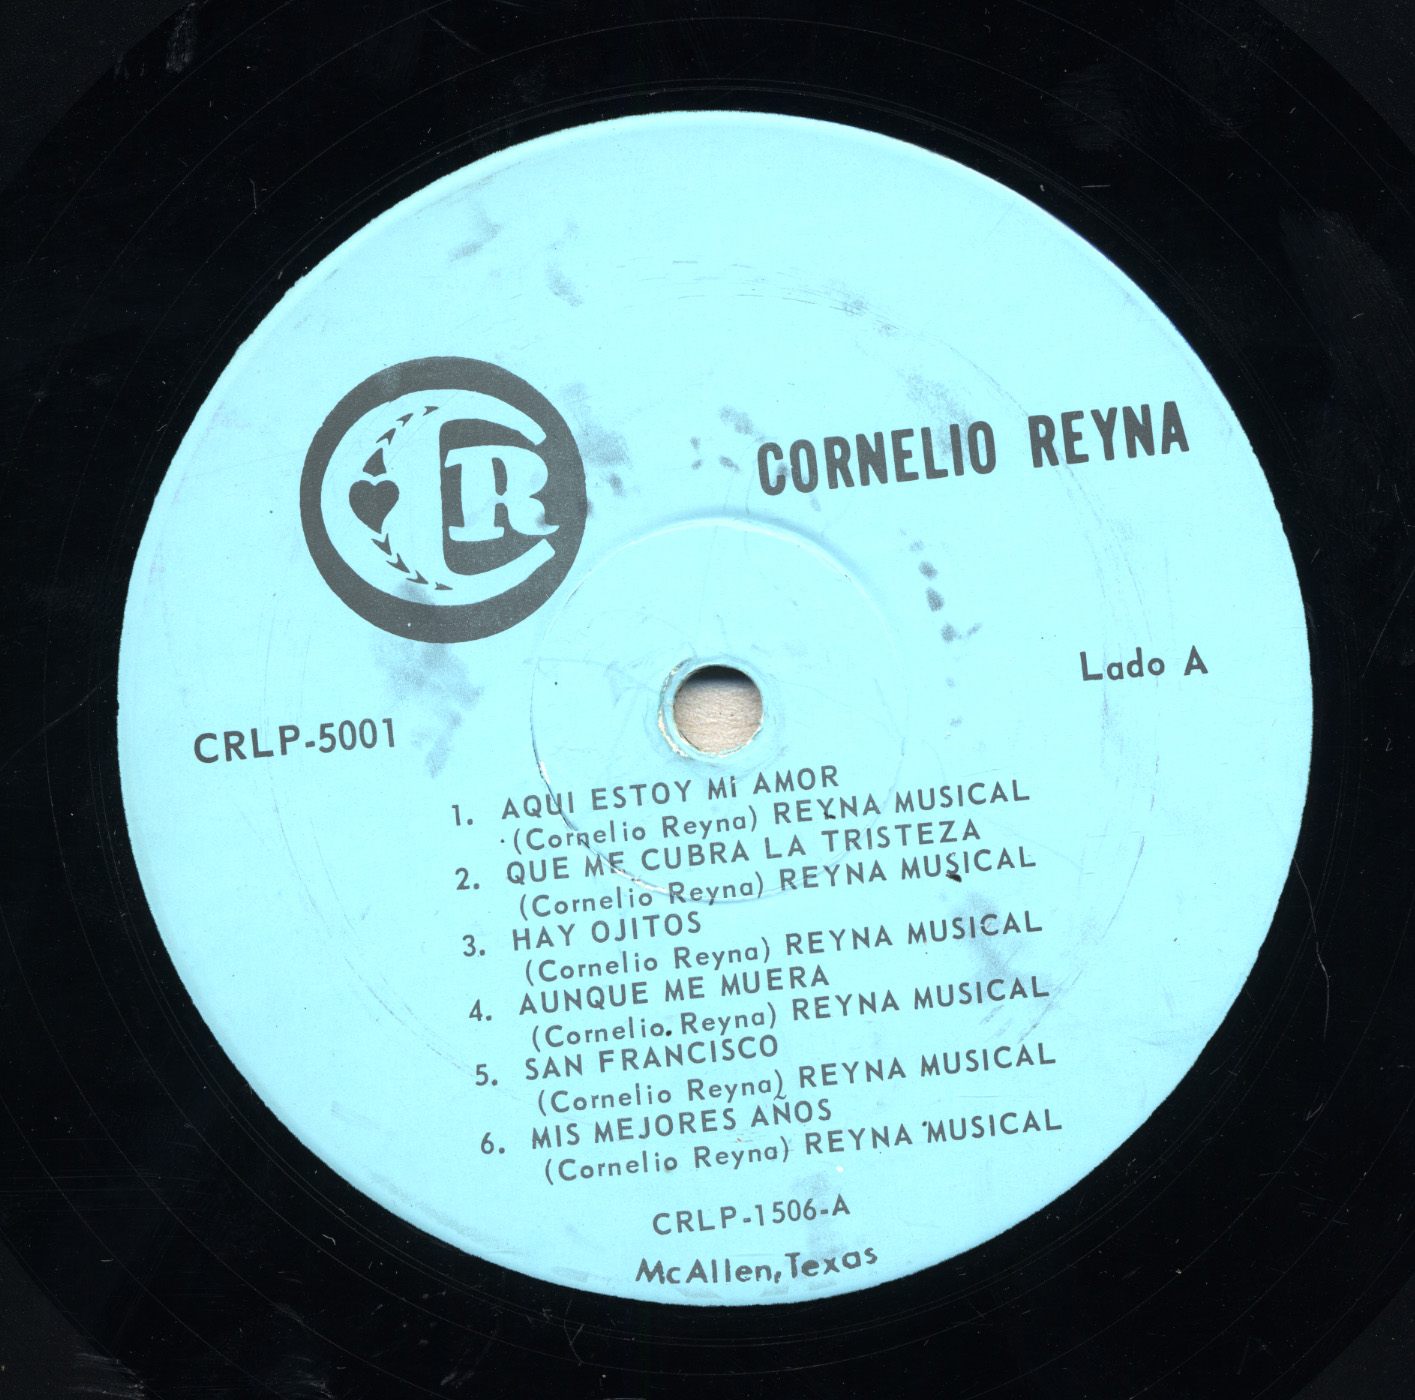 CR
CORNELIO REYNA
Lado A
CRLP-5001
1. AQUI ESTOY Mi AMOR
(Cornelio Reyna) REYNA MUSICAL
2. QUE ME CUBRA LA TRISTEZA
(Cornelio Reyna) REYNA MUSICAL
3. HAY OJITOS
(Cornelio Reyna) REYNA MUSICAL
4. AUNQUE ME MUERA
(Cornelio Reyna) REYNA MUSICAL
5. SAN FRANCISCO
(Cornelio Reyna) REYNA MUSICAL
6. MIS MEJORES AÑOS
(Cornelio Reyna) REYNA MUSICAL
CRLP-1506-A
McAllen, Texas